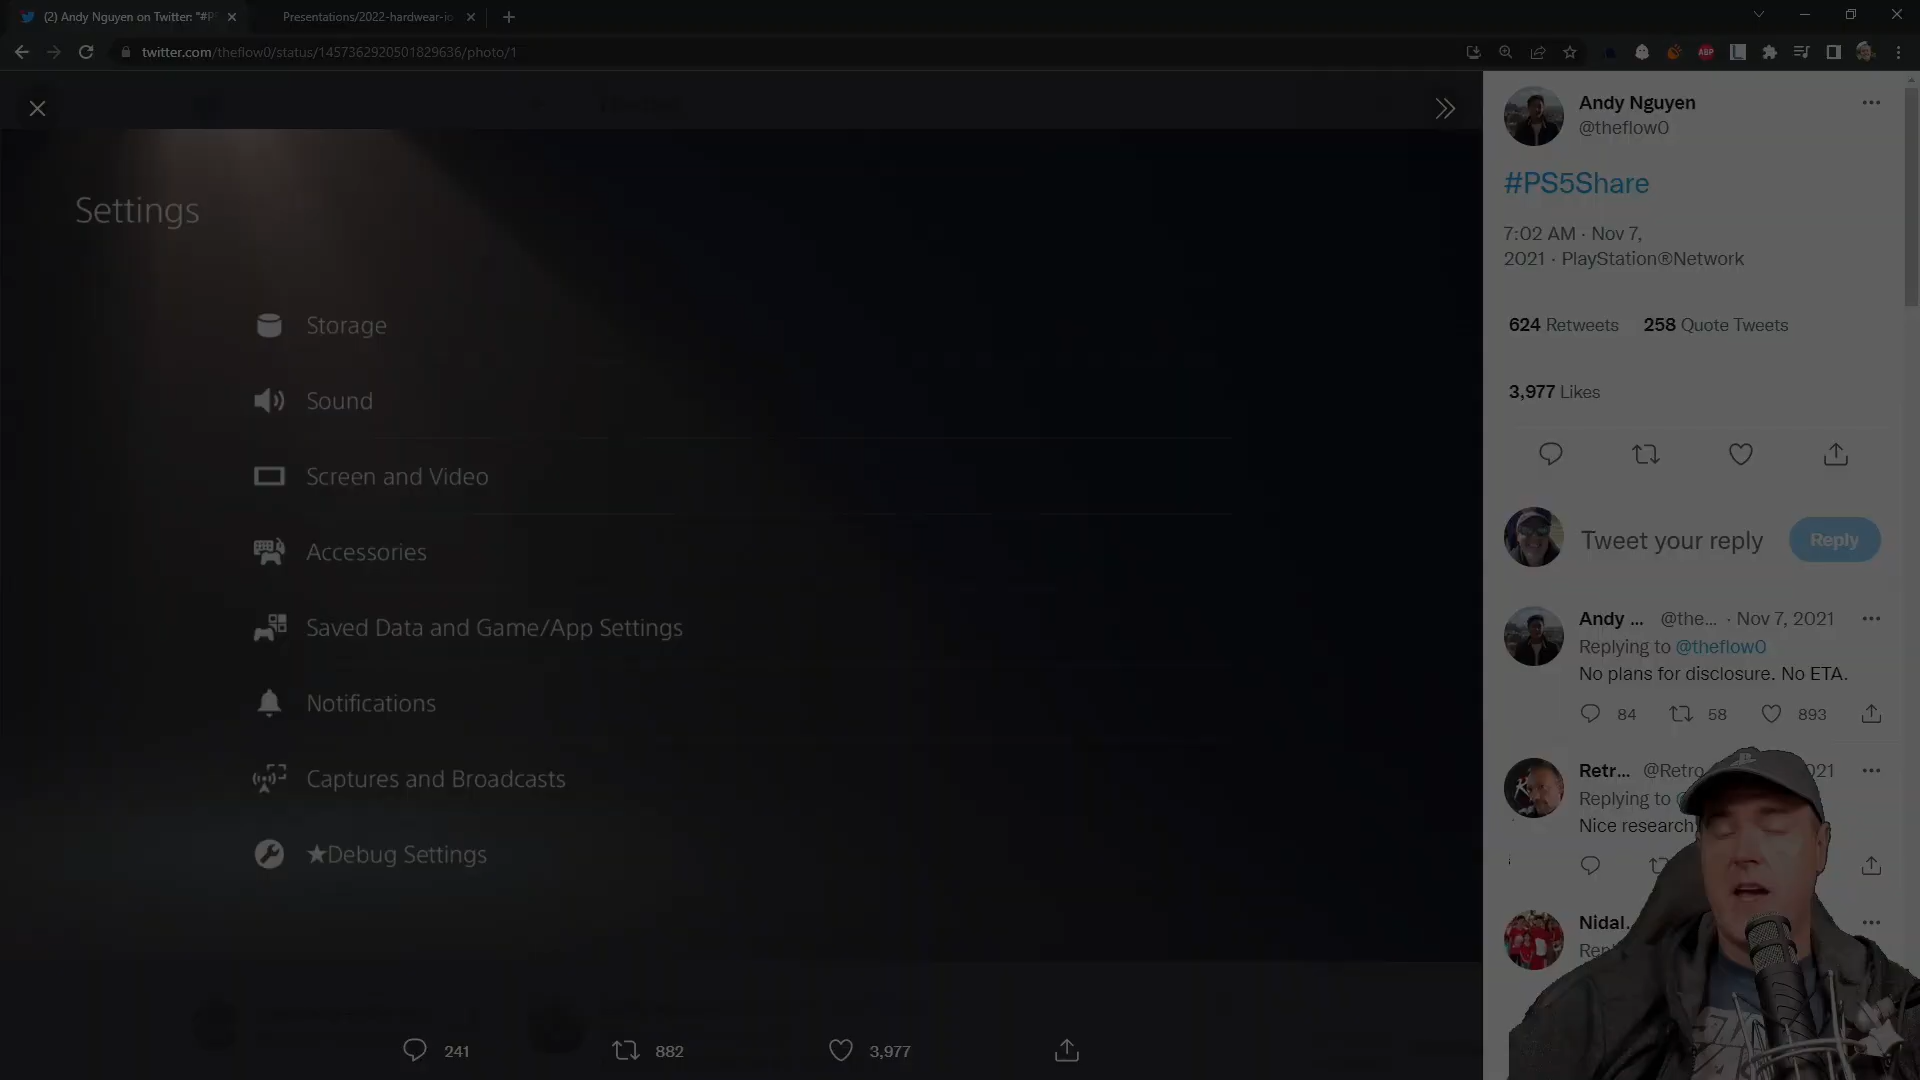 (2) Andy Nguyen on Twitter: "#PS
Presentations/2022-hardwear-io
twitter.com/theflow0/status/1457362920501829636/photo/1
ABP
Settings
Storage
Sound
Screen and Video
Accessories
Saved Data and Game/App Settings
Notifications
Captures and Broadcasts
★Debug Settings
241
882
3,977
Andy Nguyen
@theflow0
#PS5Share
7:02 AM · Nov 7,
2021 · PlayStation®Network
624 Retweets 258 Quote Tweets
3,977 Likes
Tweet your reply
Reply
Andy ... @the... · Nov 7, 2021
Replying to @theflow0
No plans for disclosure. No ETA.
84 58 893
Retr... @Retro 021
Replying to @
Nice research
Nidal.
Rep